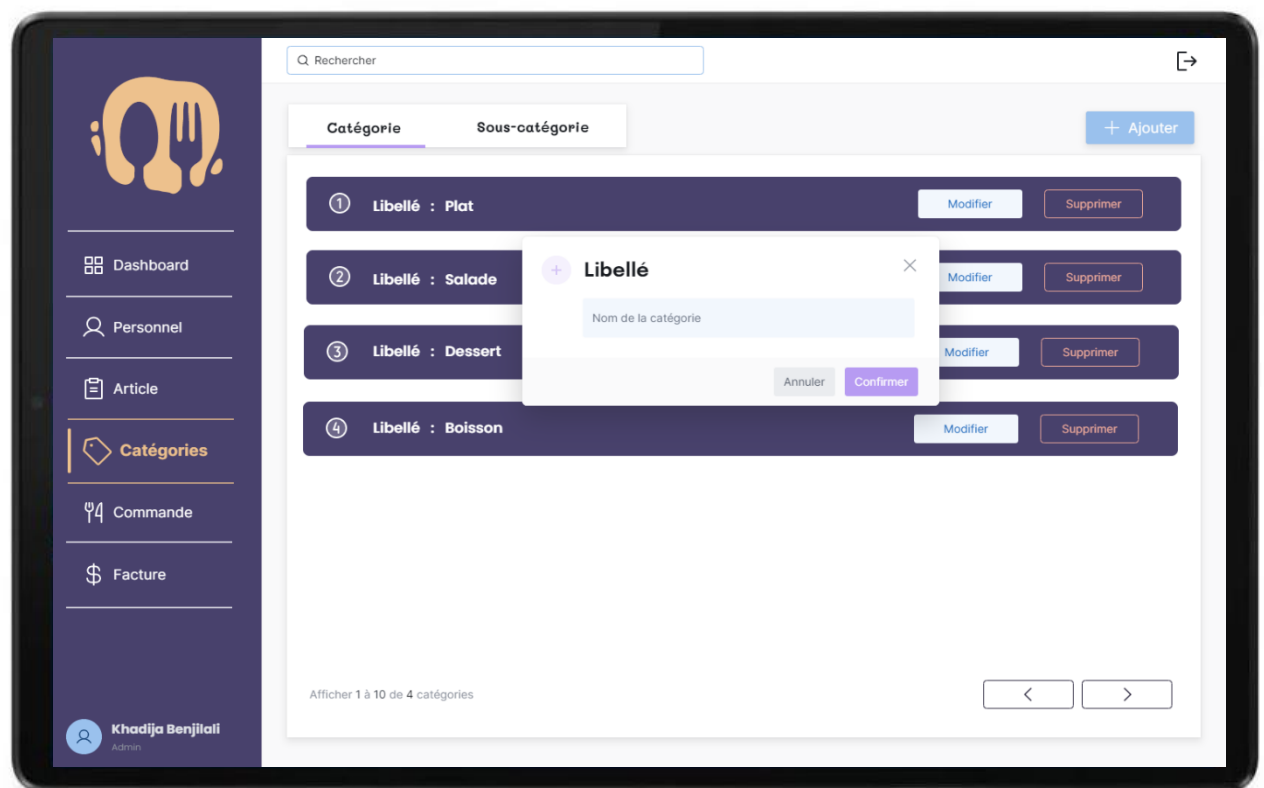 Rechercher
Catégorie Sous-catégorie
+ Ajouter
1 Libellé : Plat Modifier Supprimer
2 Libellé : Salade Modifier Supprimer
3 Libellé : Dessert Modifier Supprimer
4 Libellé : Boisson Modifier Supprimer
Libellé
Nom de la catégorie
Annuler Confirmer
Afficher 1 à 10 de 4 catégories
Dashboard
Personnel
Article
Catégories
Commande
Facture
Khadija Benjilali
Admin